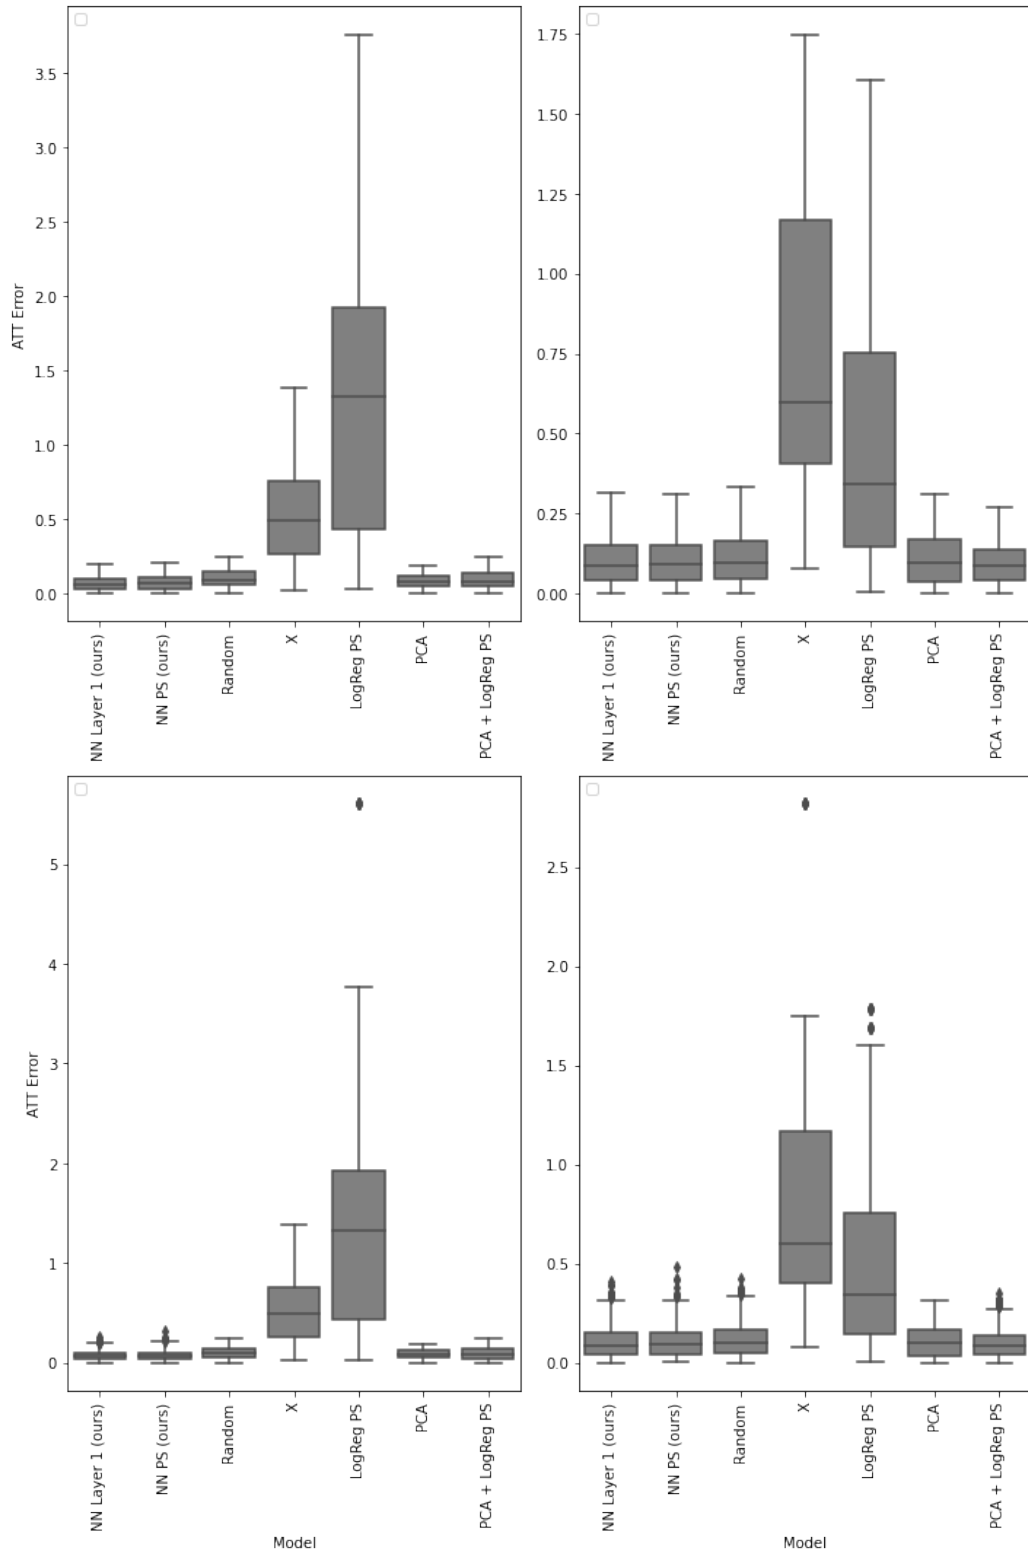 3.5
3.0
2.5
2.0
1.5
1.0
0.5
0.0
ATT Error
NN Layer 1 (ours)
NN PS (ours)
Random
X
LogReg PS
PCA
PCA + LogReg PS
1.75
1.50
1.25
1.00
0.75
0.50
0.25
0.00
NN Layer 1 (ours)
NN PS (ours)
Random
X
LogReg PS
PCA
PCA + LogReg PS
5
4
3
2
1
0
ATT Error
NN Layer 1 (ours)
NN PS (ours)
Random
X
LogReg PS
PCA
PCA + LogReg PS
Model
2.5
2.0
1.5
1.0
0.5
0.0
NN Layer 1 (ours)
NN PS (ours)
Random
X
LogReg PS
PCA
PCA + LogReg PS
Model